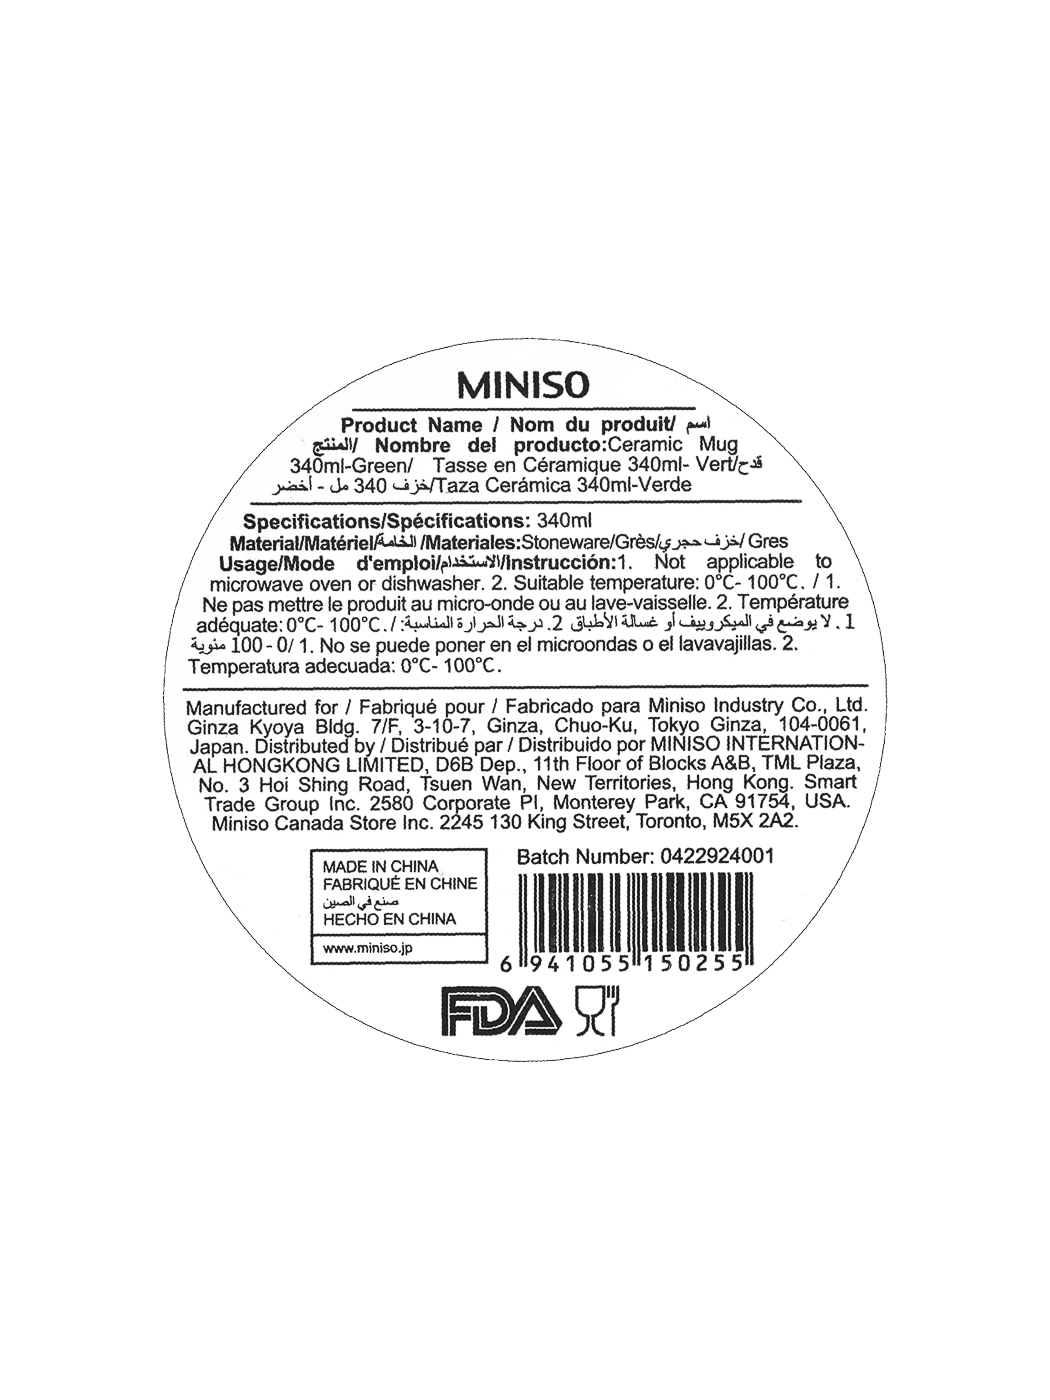 MINISO
Product Name / Nom du produit/ اسم
المنتج/ Nombre del producto:Ceramic Mug
340ml-Green/ Tasse en Céramique 340ml- Vert/قدح
خزف 340 مل - أخضر/Taza Cerámica 340ml-Verde
Specifications/Spécifications: 340ml
Material/Matériel/الخامة /Materiales:Stoneware/Grès/خزف حجري/ Gres
Usage/Mode d'emploi/الاستخدام/Instrucción:1. Not applicable to
microwave oven or dishwasher. 2. Suitable temperature: 0°C- 100°C. / 1.
Ne pas mettre le produit au micro-onde ou au lave-vaisselle. 2. Température
adéquate: 0°C- 100°C. / 1. لا يوضع في الميكروييف أو غسالة الأطباق 2. درجة الحرارة المناسبة:
0 - 100 مئوية/ 1. No se puede poner en el microondas o el lavavajillas. 2.
Temperatura adecuada: 0°C- 100°C.
Manufactured for / Fabriqué pour / Fabricado para Miniso Industry Co., Ltd.
Ginza Kyoya Bldg. 7/F, 3-10-7, Ginza, Chuo-Ku, Tokyo Ginza, 104-0061,
Japan. Distributed by / Distribué par / Distribuido por MINISO INTERNATION-
AL HONGKONG LIMITED, D6B Dep., 11th Floor of Blocks A&B, TML Plaza,
No. 3 Hoi Shing Road, Tsuen Wan, New Territories, Hong Kong. Smart
Trade Group Inc. 2580 Corporate Pl, Monterey Park, CA 91754, USA.
Miniso Canada Store Inc. 2245 130 King Street, Toronto, M5X 2A2.
MADE IN CHINA
FABRIQUÉ EN CHINE
صنع في الصين
HECHO EN CHINA
www.miniso.jp
Batch Number: 0422924001
6 941055 150255
FDA